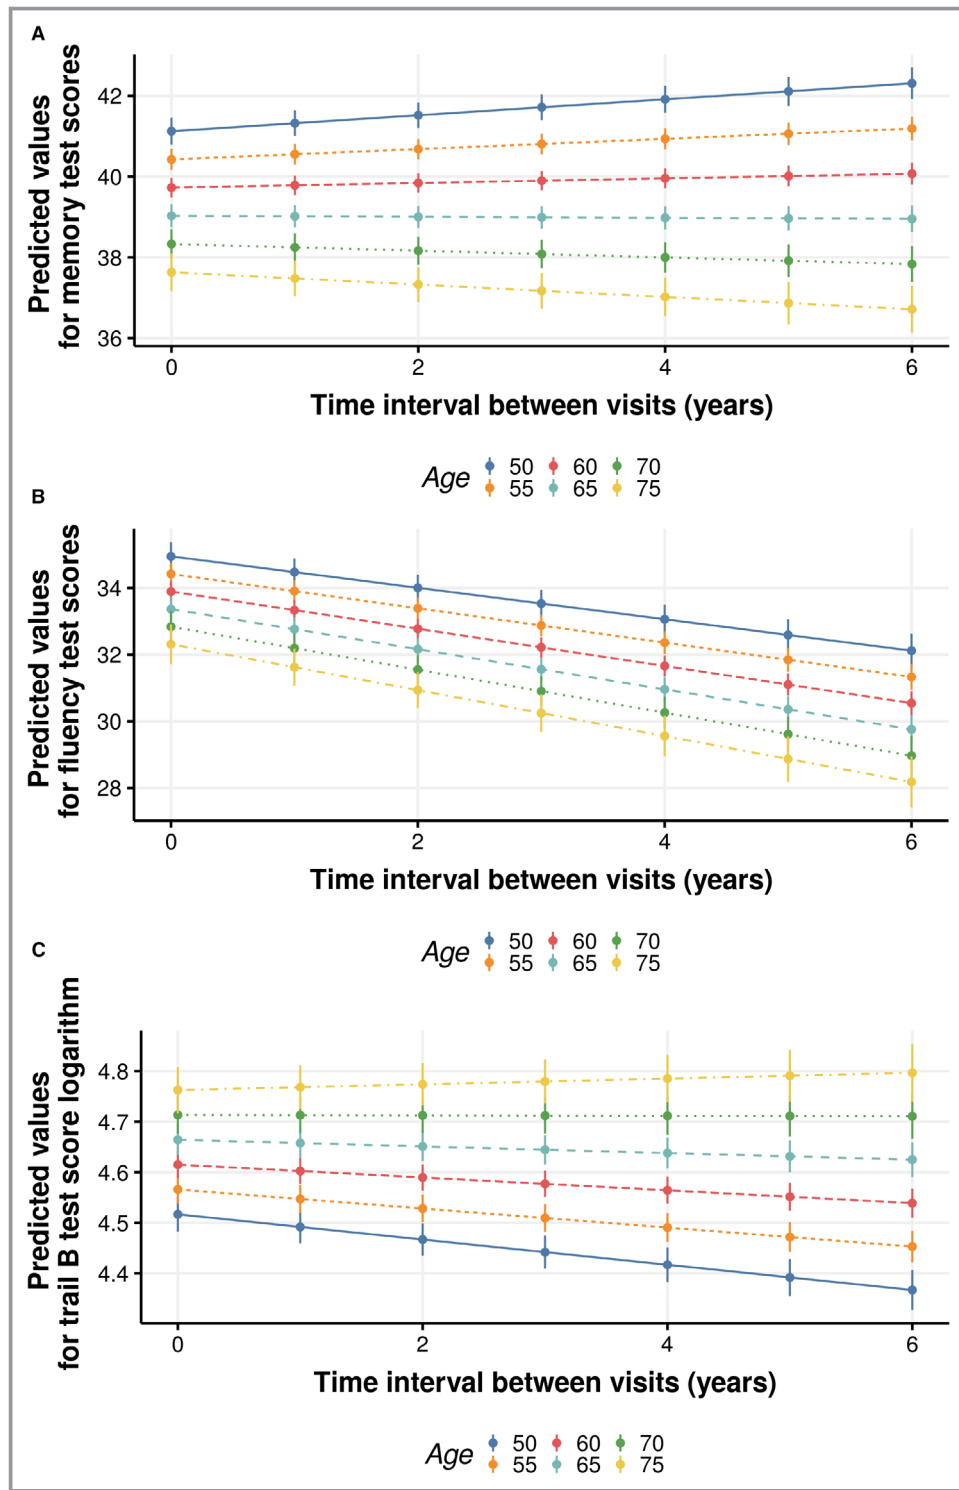 A
Predicted values
for memory test scores
42
40
38
36
0 2 4 6
Time interval between visits (years)
Age 50 60 70
55 65 75
B
Predicted values
for fluency test scores
34
32
30
28
0 2 4 6
Time interval between visits (years)
Age 50 60 70
55 65 75
C
Predicted values
for trail B test score logarithm
4.8
4.7
4.6
4.5
4.4
0 2 4 6
Time interval between visits (years)
Age 50 60 70
55 65 75